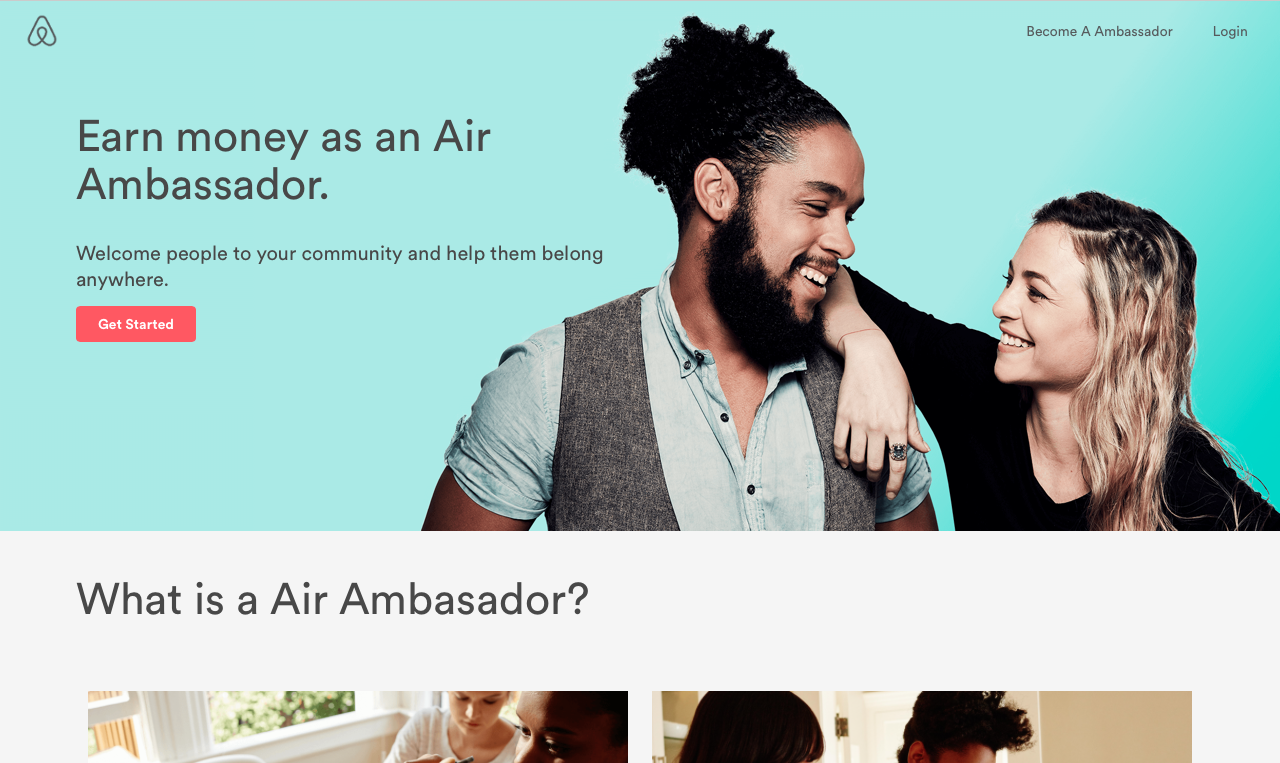 Become A Ambassador
Login
Earn money as an Air
Ambassador.
Welcome people to your community and help them belong
anywhere.
Get Started
What is a Air Ambasador?